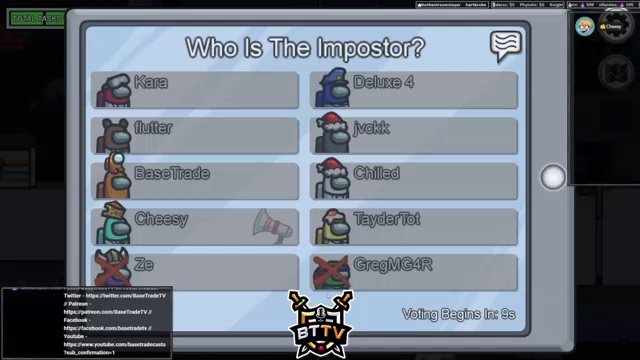 TOTAL TASKS
Who Is The Impostor?
Kara
Deluxe 4
flutter
jvckk
BaseTrade
Chilled
Cheesy
TayderTot
Ze
GregMC4R
Voting Begins In: 9s
Cheesy
Twitter - https://twitter.com/BaseTradeTV
// Patreon -
https://patreon.com/BaseTradeTV //
Facebook -
https://facebook.com/basetradetv //
Youtube -
https://www.youtube.com/basetradecasts
?sub_confirmation=1
BTTV